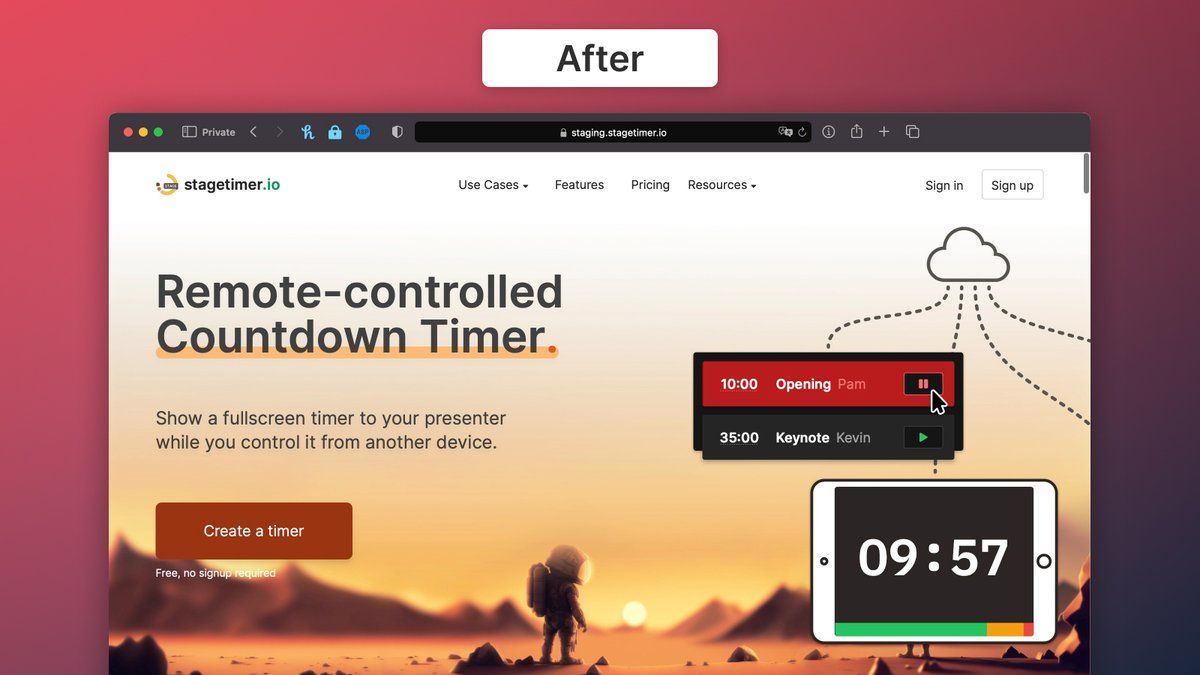 After
Private
staging.stagetimer.io
stagetimer.io
Use Cases
Features
Pricing
Resources
Sign in
Sign up
Remote-controlled
Countdown Timer.
Show a fullscreen timer to your presenter
while you control it from another device.
Create a timer
Free, no signup required
10:00 Opening Pam
35:00 Keynote Kevin
09:57